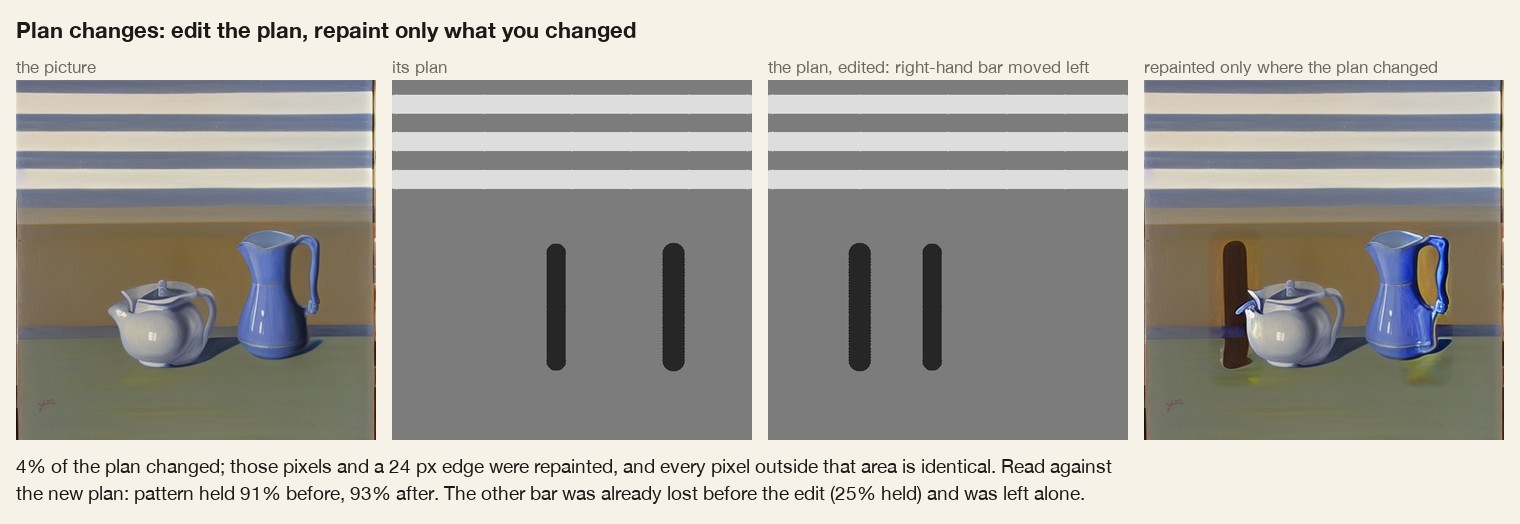 Plan changes: edit the plan, repaint only what you changed
the picture
its plan
the plan, edited: right-hand bar moved left
repainted only where the plan changed
4% of the plan changed; those pixels and a 24 px edge were repainted, and every pixel outside that area is identical. Read against
the new plan: pattern held 91% before, 93% after. The other bar was already lost before the edit (25% held) and was left alone.